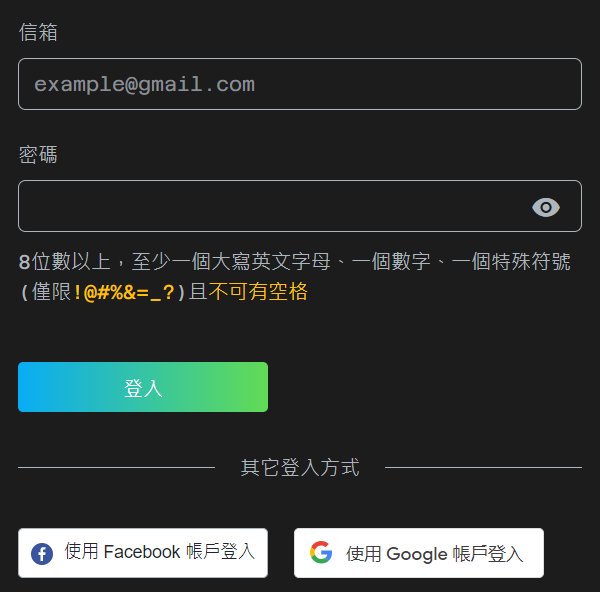 信箱
example@gmail.com
密碼
8位數以上，至少一個大寫英文字母、一個數字、一個特殊符號
(僅限!@#%&=_?)且不可有空格
登入
其它登入方式
使用 Facebook 帳戶登入
使用 Google 帳戶登入